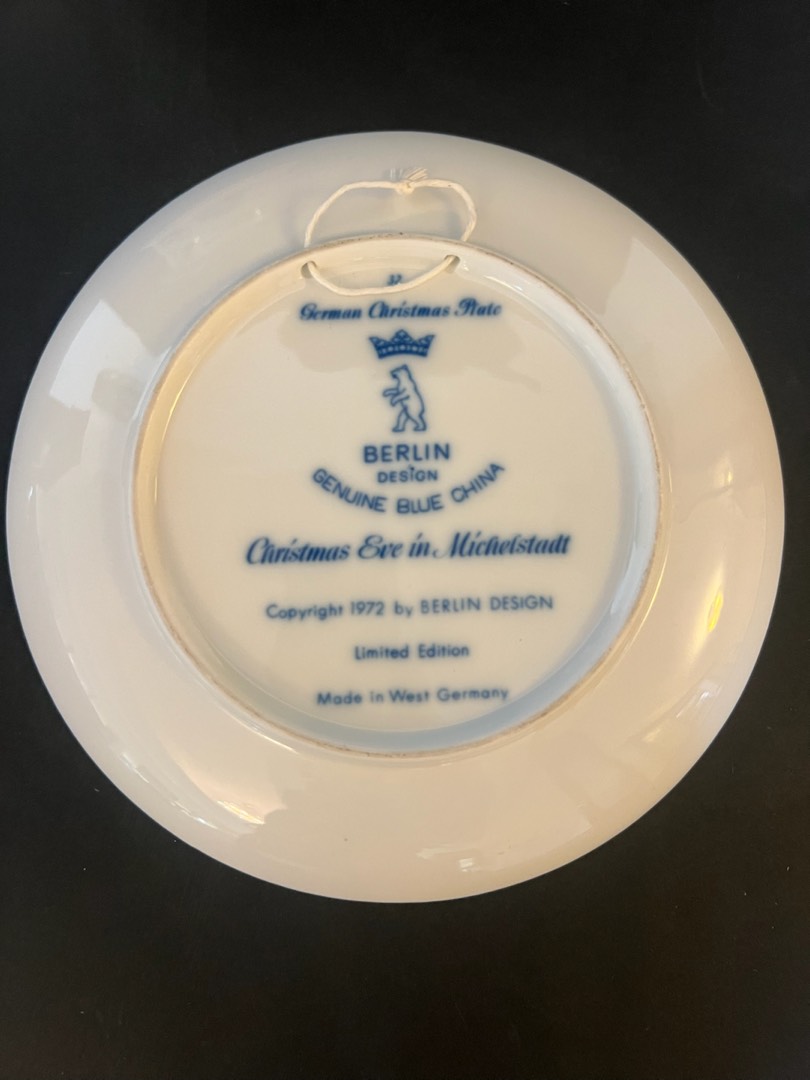 German Christmas Plate
BERLIN
DESIGN
GENUINE BLUE CHINA
Christmas Eve in Michelstadt
Copyright 1972 by BERLIN DESIGN
Limited Edition
Made in West Germany